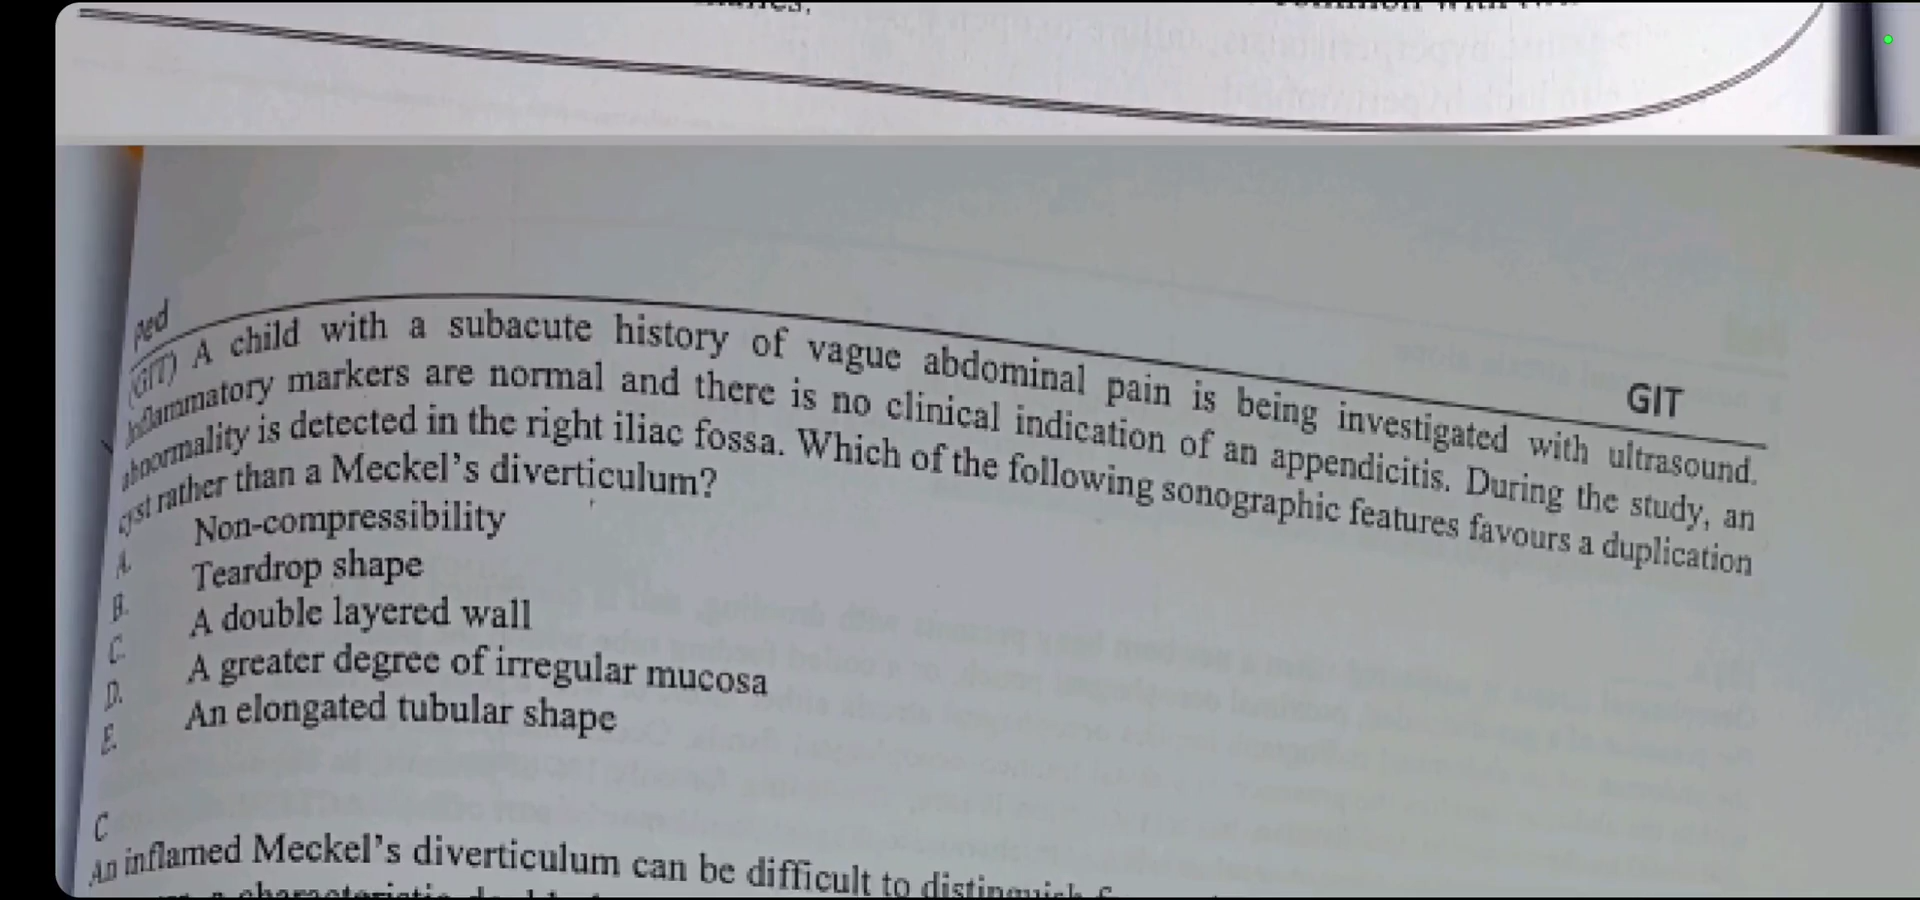 ped
GIT
(GIT) A child with a subacute history of vague abdominal pain is being investigated with ultrasound.
Inflammatory markers are normal and there is no clinical indication of an appendicitis. During the study, an
abnormality is detected in the right iliac fossa. Which of the following sonographic features favours a duplication
cyst rather than a Meckel's diverticulum?
A. Non-compressibility
B. Teardrop shape
C. A double layered wall
D. A greater degree of irregular mucosa
E. An elongated tubular shape
C
An inflamed Meckel's diverticulum can be difficult to distinguish
a characteristic